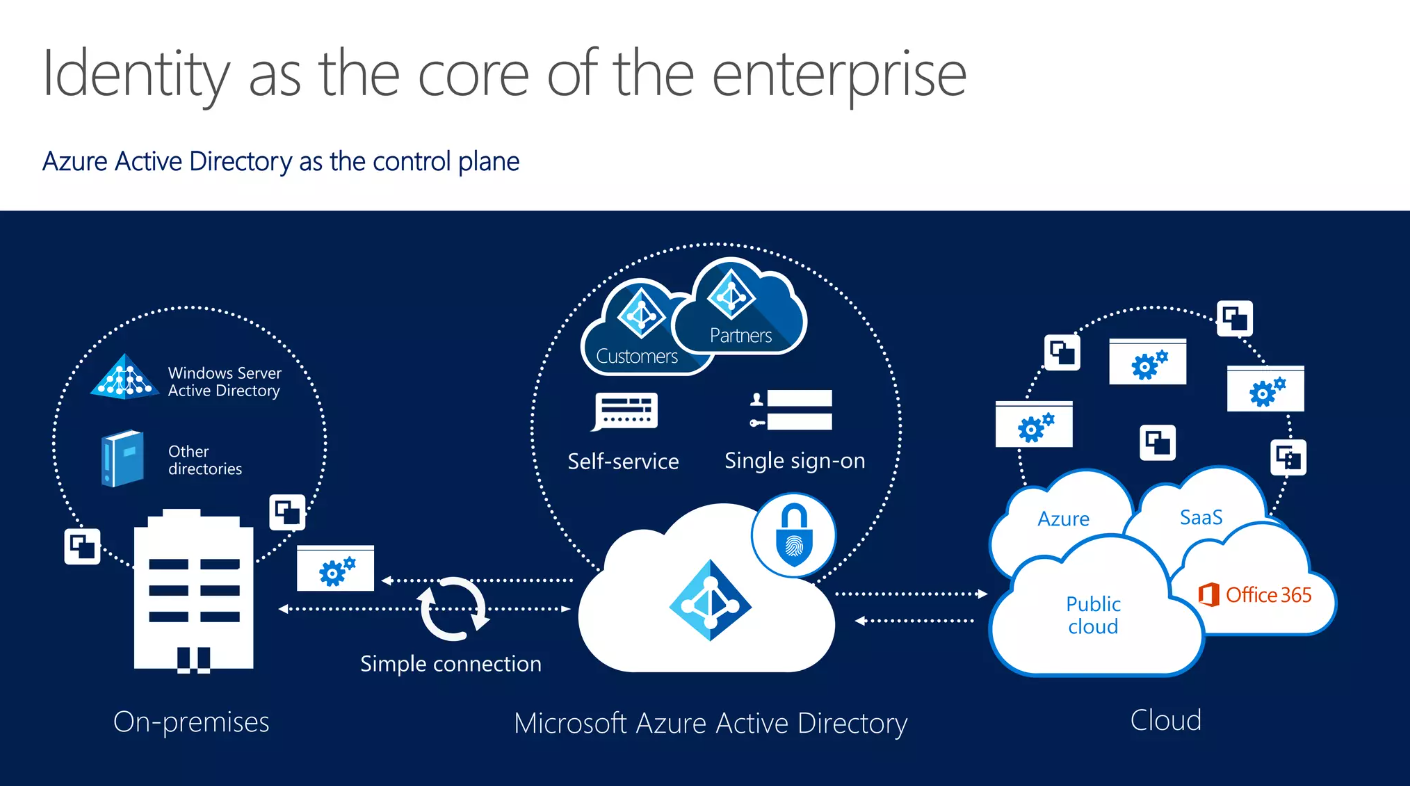 Identity as the core of the enterprise
Azure Active Directory as the control plane
Windows Server
Active Directory
Other
directories
On-premises
Simple connection
Customers
Partners
Self-service
Single sign-on
Microsoft Azure Active Directory
Azure
SaaS
Public
cloud
Office 365
Cloud